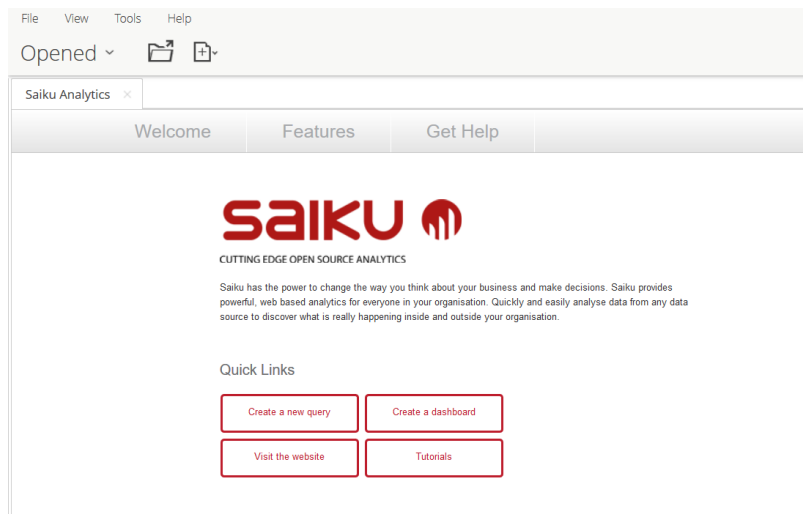 File View Tools Help
Opened
Saiku Analytics ×
Welcome Features Get Help
saiku
CUTTING EDGE OPEN SOURCE ANALYTICS
Saiku has the power to change the way you think about your business and make decisions. Saiku provides
powerful, web based analytics for everyone in your organisation. Quickly and easily analyse data from any data
source to discover what is really happening inside and outside your organisation.
Quick Links
Create a new query Create a dashboard
Visit the website Tutorials